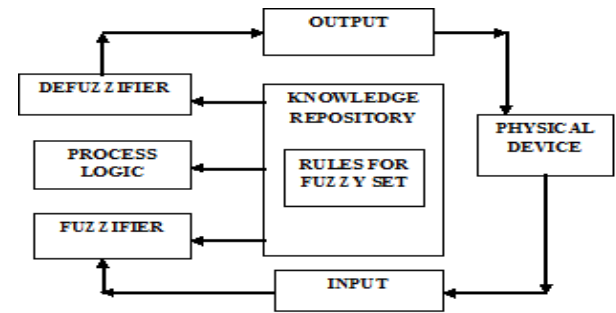 OUTPUT
DEFUZZIFIER
KNOWLEDGE
REPOSITORY
PHYSICAL
DEVICE
PROCESS
LOGIC
RULES FOR
FUZZY SET
FUZZIFIER
INPUT